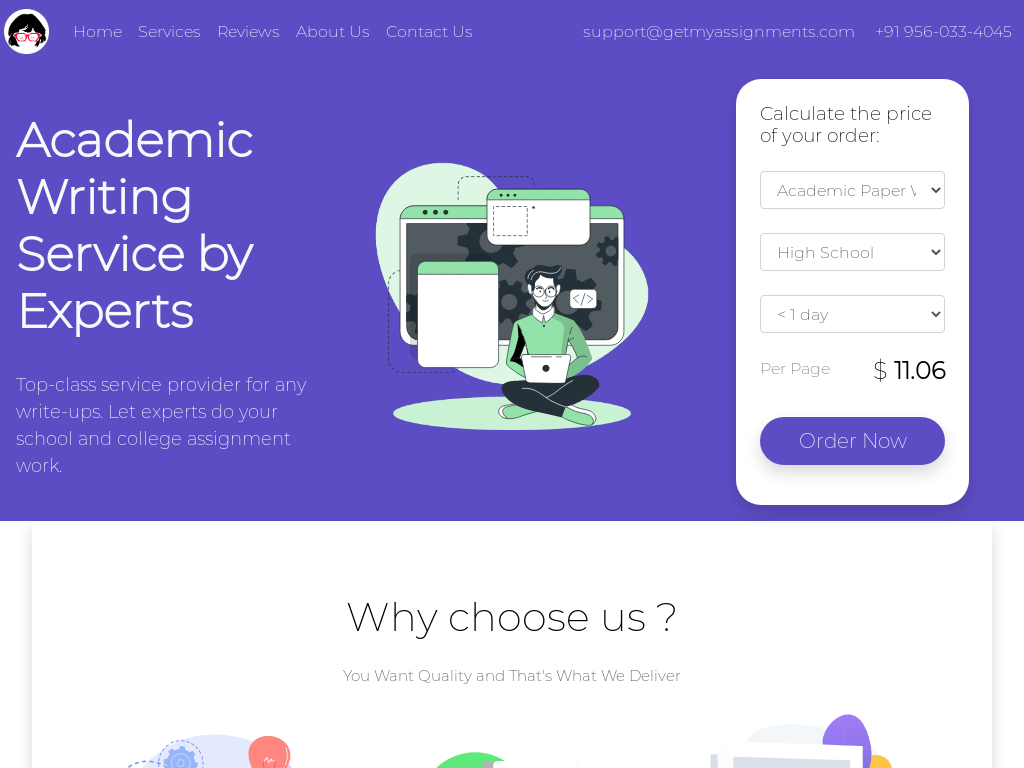 Home Services Reviews About Us Contact Us support@getmyassignments.com +91 956-033-4045
Academic
Writing
Service by
Experts
Top-class service provider for any
write-ups. Let experts do your
school and college assignment
work.
</>
Calculate the price
of your order:
Academic Paper
High School
< 1 day
Per Page $ 11.06
Order Now
Why choose us ?
You Want Quality and That's What We Deliver